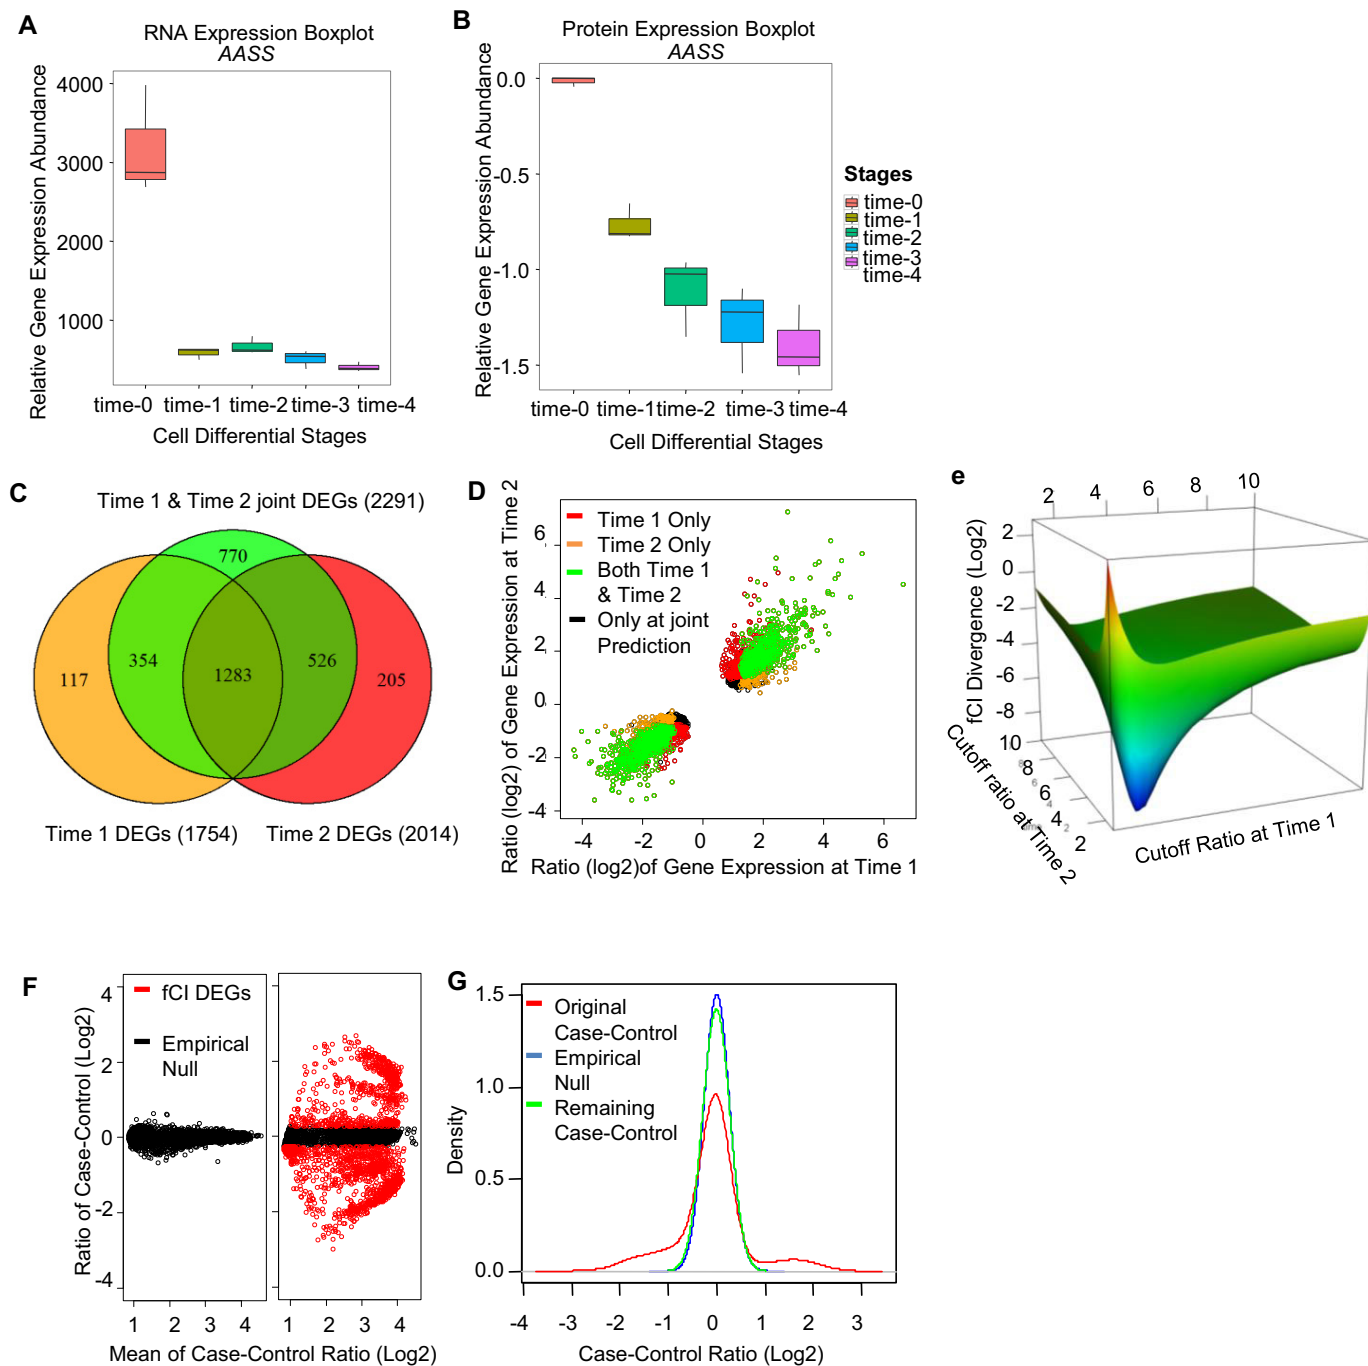 A
RNA Expression Boxplot
AASS
Relative Gene Expression Abundance
4000
3000
2000
1000
time-0 time-1 time-2 time-3 time-4
Cell Differential Stages
B
Protein Expression Boxplot
AASS
Relative Gene Expression Abundance
0.0
-0.5
-1.0
-1.5
time-0 time-1 time-2 time-3 time-4
Cell Differential Stages
Stages
time-0
time-1
time-2
time-3
time-4
C
Time 1 & Time 2 joint DEGs (2291)
770
354
1283
526
117
205
Time 1 DEGs (1754)
Time 2 DEGs (2014)
D
Ratio (log2) of Gene Expression at Time 2
6
4
2
0
-2
-4
Time 1 Only
Time 2 Only
Both Time 1
& Time 2
Only at joint
Prediction
-4 -2 0 2 4 6
Ratio (log2)of Gene Expression at Time 1
e
2 4 6 8 10
fCI Divergence (Log2)
2
0
-2
-4
-6
-8
10
8
6
4
2
Cutoff ratio at Time 2
Cutoff Ratio at Time 1
F
Ratio of Case-Control (Log2)
4
2
0
-2
-4
fCI DEGs
Empirical
Null
1 2 3 4 1 2 3 4
Mean of Case-Control Ratio (Log2)
G
Density
1.5
1.0
0.5
0.0
Original
Case-Control
Empirical
Null
Remaining
Case-Control
-4 -3 -2 -1 0 1 2 3
Case-Control Ratio (Log2)